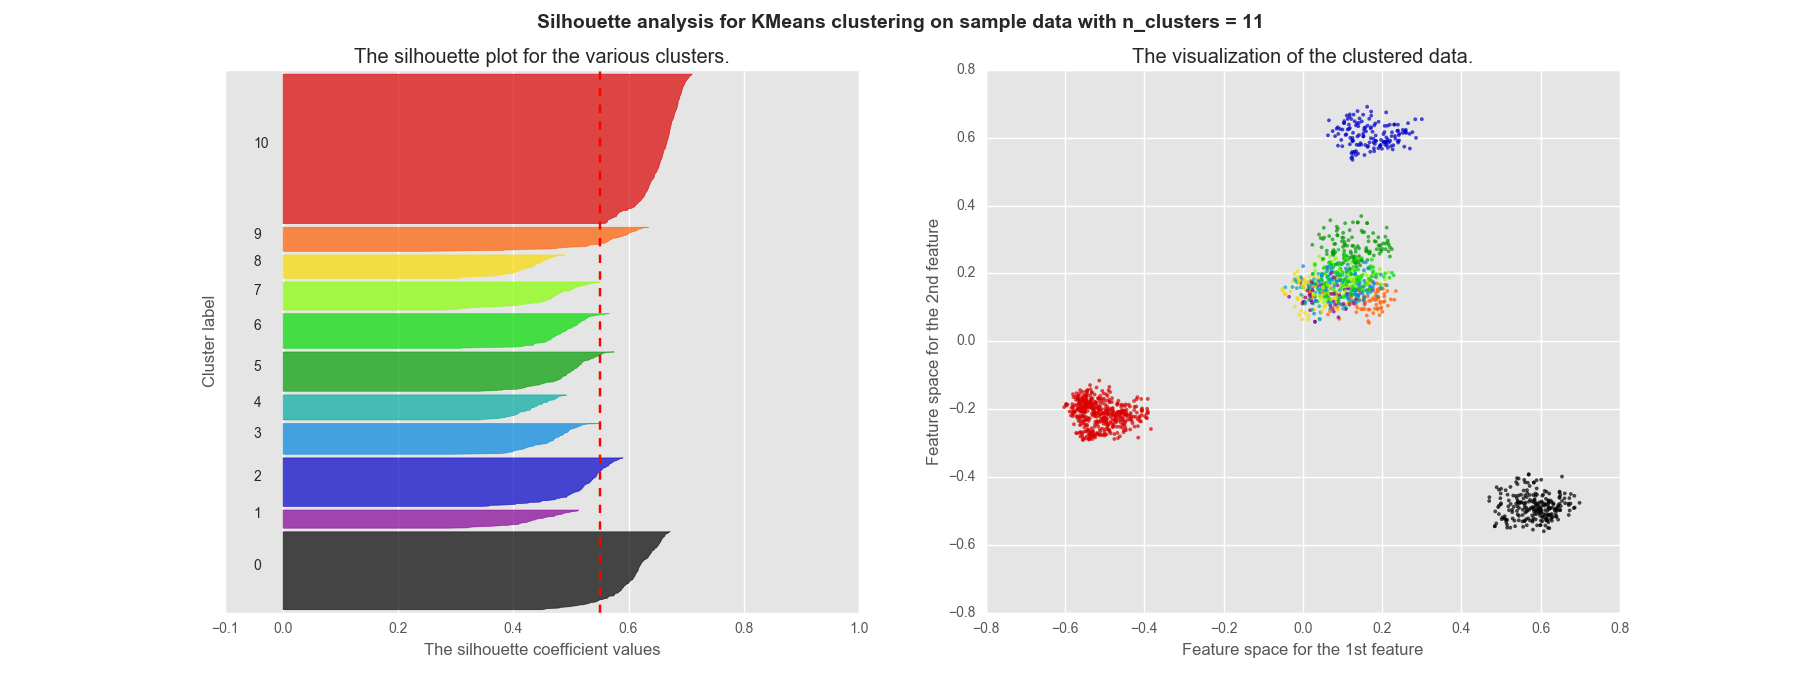 Silhouette analysis for KMeans clustering on sample data with n_clusters = 11
The silhouette plot for the various clusters.
10
9
8
7
6
5
4
3
2
1
0
Cluster label
−0.1 0.0 0.2 0.4 0.6 0.8 1.0
The silhouette coefficient values
The visualization of the clustered data.
0.8
0.6
0.4
0.2
0.0
−0.2
−0.4
−0.6
−0.8
Feature space for the 2nd feature
−0.8 −0.6 −0.4 −0.2 0.0 0.2 0.4 0.6 0.8
Feature space for the 1st feature